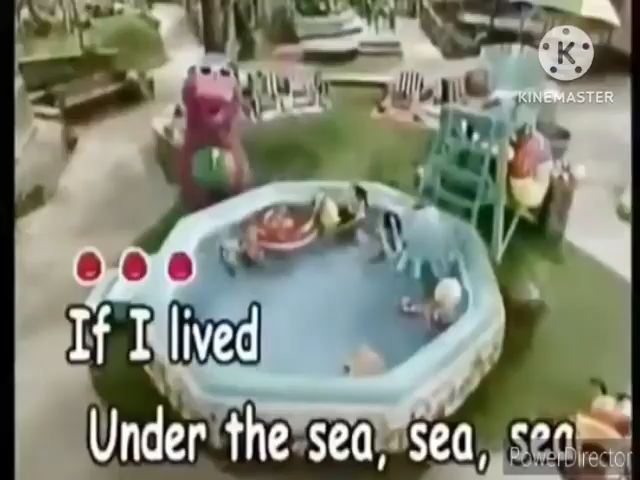 K
KINEMASTER
If I lived
Under the sea, sea, sea
PowerDirector